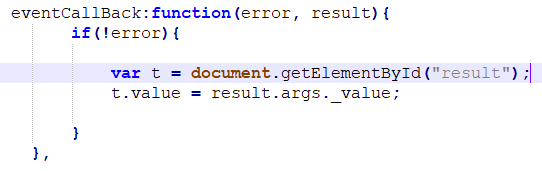 eventCallBack:function(error, result){
if(!error){
var t = document.getElementById("result");
t.value = result.args._value;
}
},